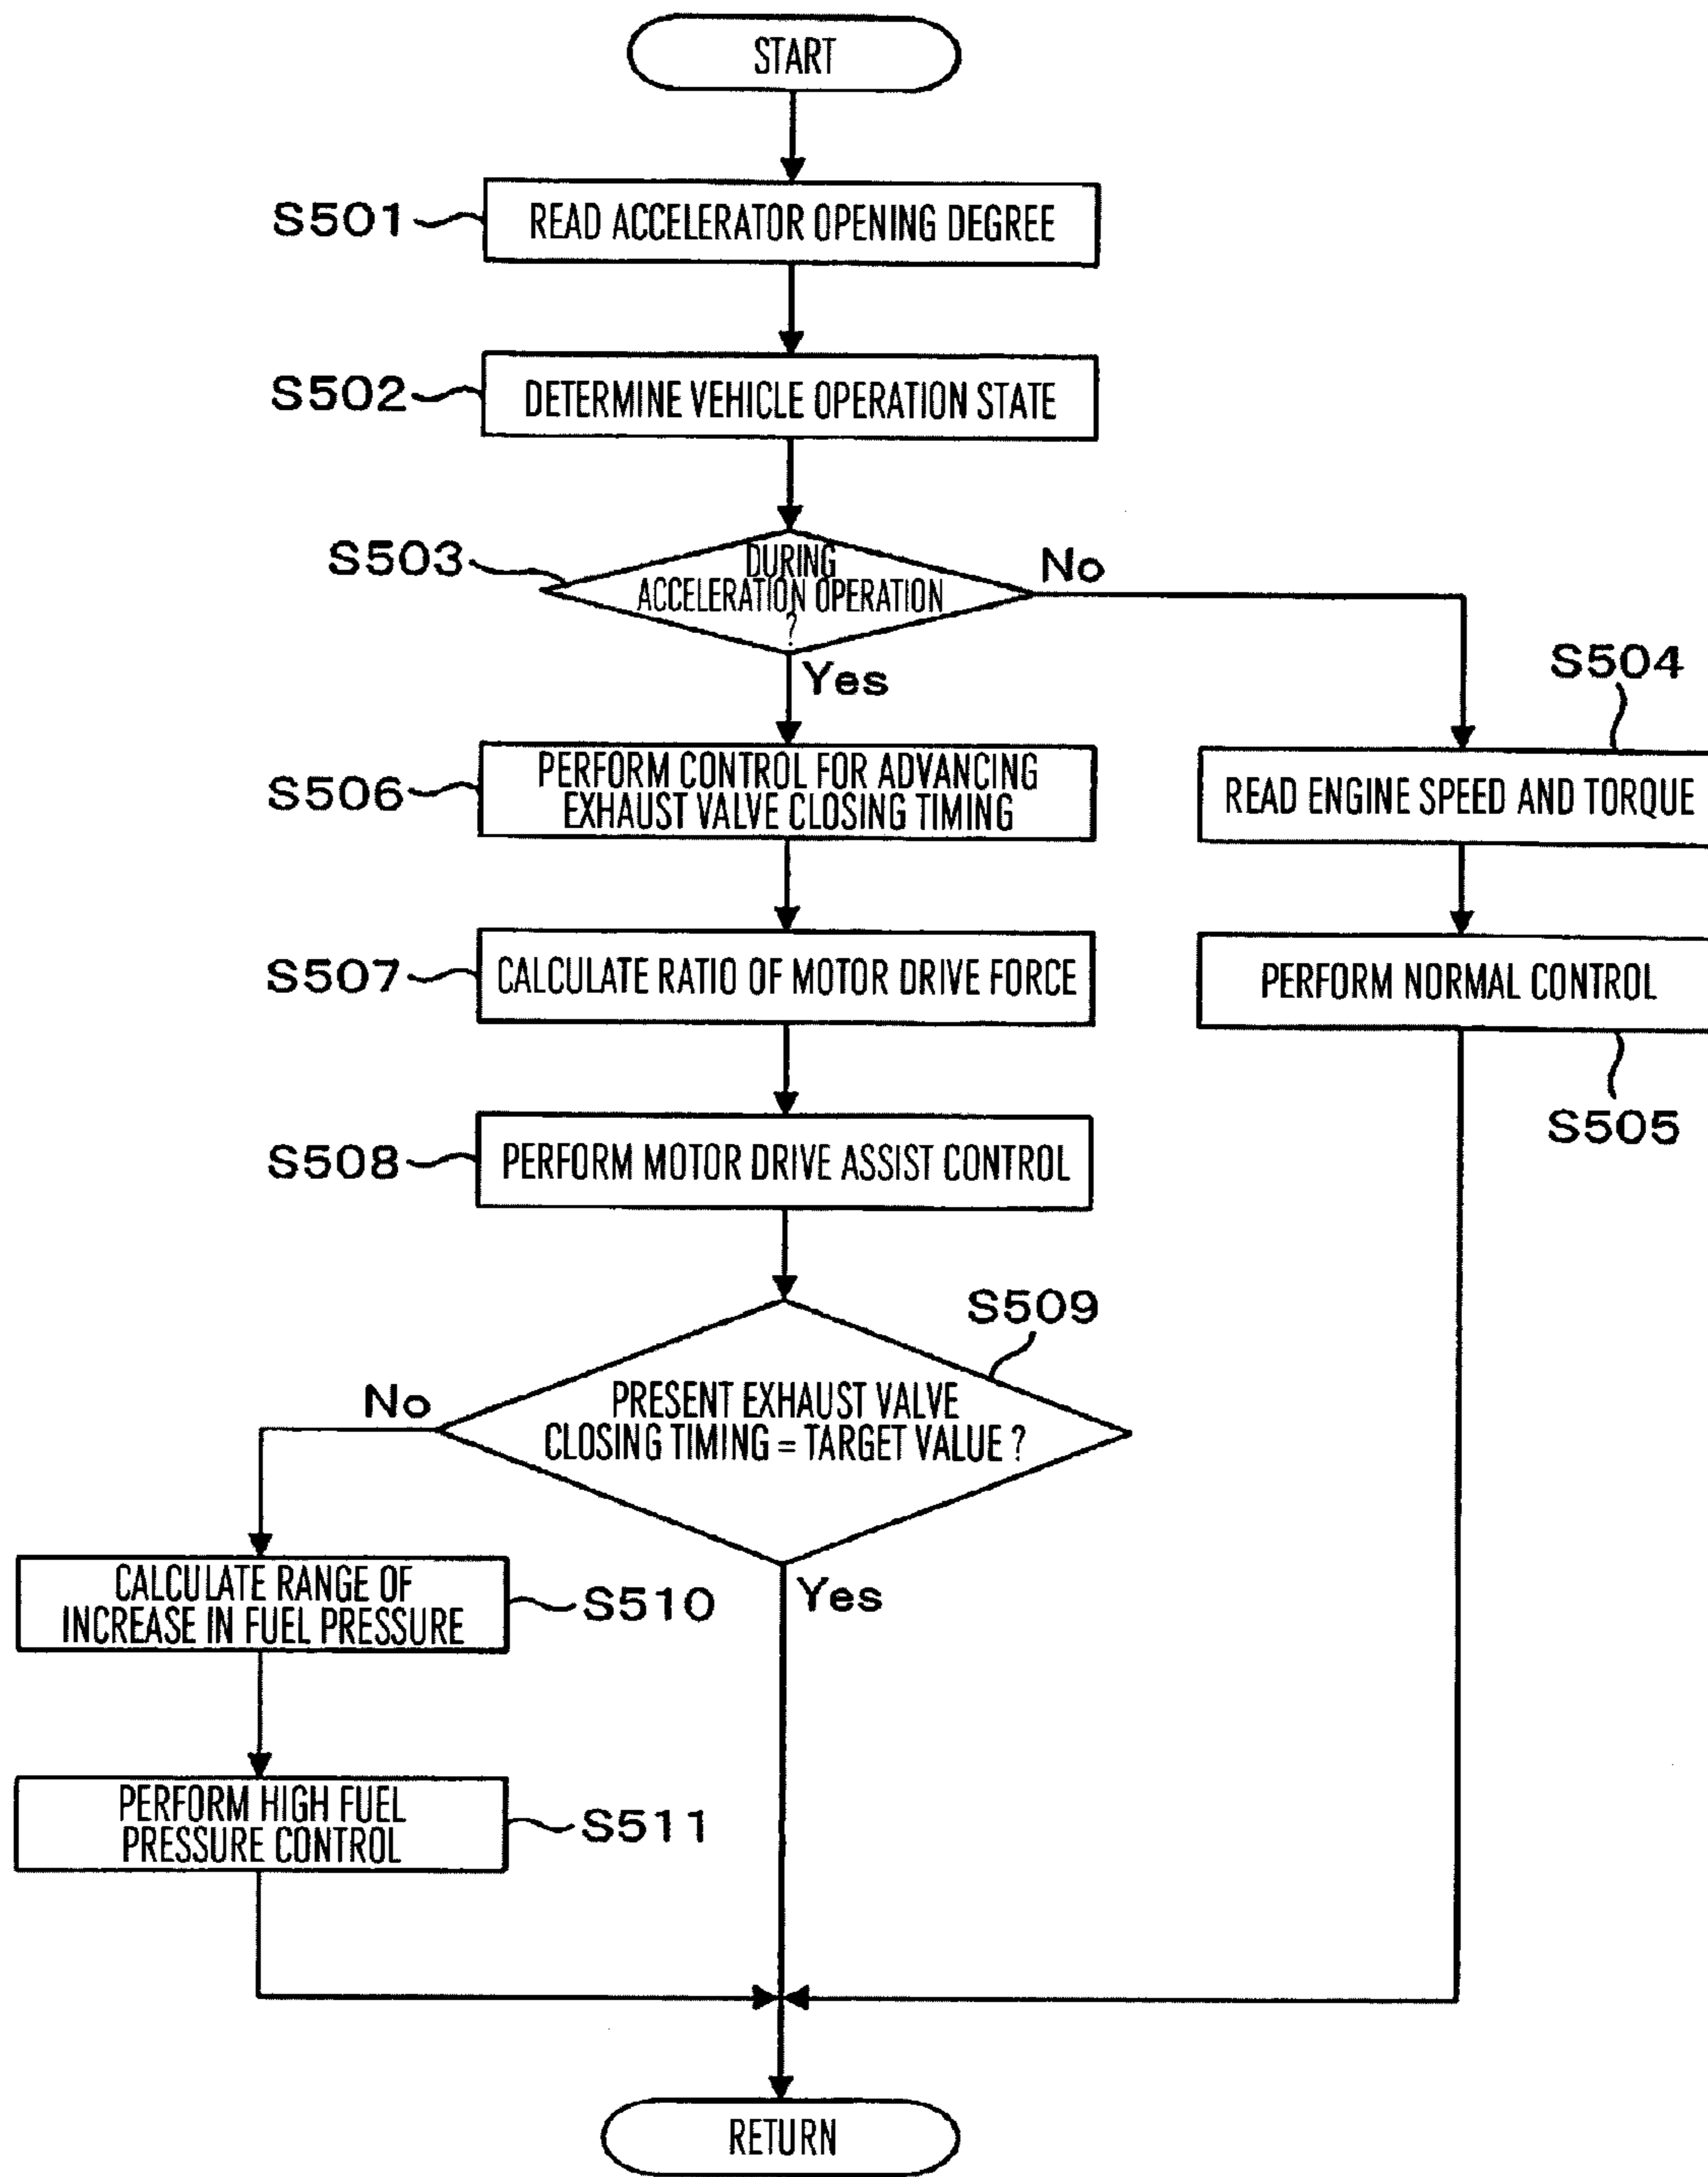 START
S501
READ ACCELERATOR OPENING DEGREE
S502
DETERMINE VEHICLE OPERATION STATE
S503
DURING
ACCELERATION OPERATION
?
No
Yes
S504
READ ENGINE SPEED AND TORQUE
S506
PERFORM CONTROL FOR ADVANCING
EXHAUST VALVE CLOSING TIMING
S507
CALCULATE RATIO OF MOTOR DRIVE FORCE
PERFORM NORMAL CONTROL
S505
S508
PERFORM MOTOR DRIVE ASSIST CONTROL
S509
PRESENT EXHAUST VALVE
CLOSING TIMING = TARGET VALUE ?
No
Yes
CALCULATE RANGE OF
INCREASE IN FUEL PRESSURE
S510
PERFORM HIGH FUEL
PRESSURE CONTROL
S511
RETURN